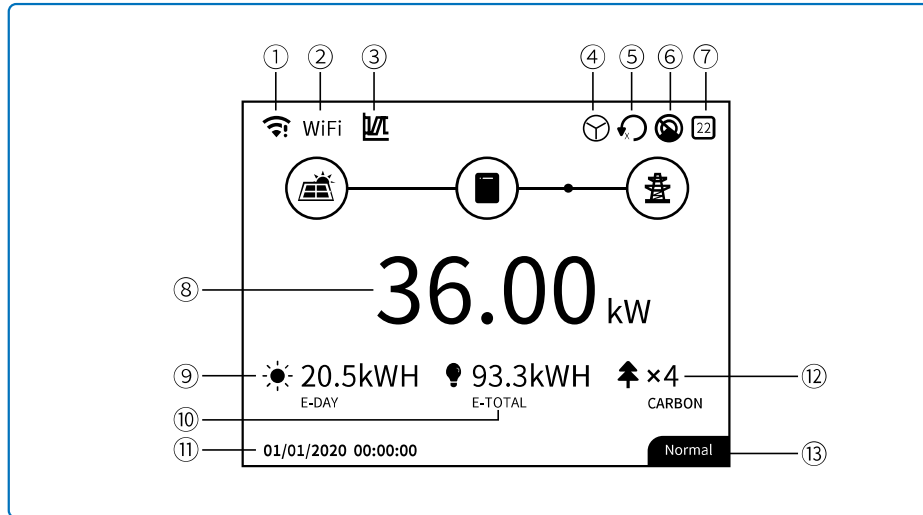 ① ② ③ ④ ⑤ ⑥ ⑦
WiFi X 22
⑧ 36.00 kW
⑨ 20.5kWH 93.3kWH ×4 ⑫
E-DAY E-TOTAL CARBON
⑩
⑪ 01/01/2020 00:00:00 Normal ⑬